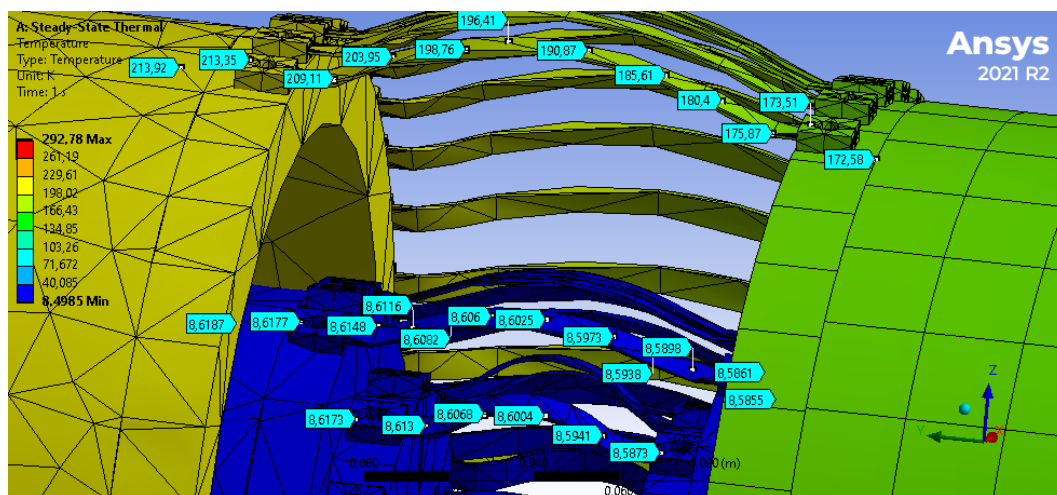 A: Steady-State Thermal
Temperature
Type: Temperature
Unit: K
Time: 1 s
292,78 Max
261,19
229,61
198,02
166,43
134,85
103,26
71,672
40,085
8,4985 Min
Ansys
2021 R2
213,92
213,35
209,11
203,95
198,76
196,41
190,87
185,61
180,4
175,87
173,51
172,58
8,6187
8,6177
8,6148
8,6116
8,6082
8,606
8,6025
8,5973
8,5938
8,5898
8,5861
8,5855
8,6173
8,613
8,6068
8,6004
8,5941
8,5873
(m)
Z
Y
X